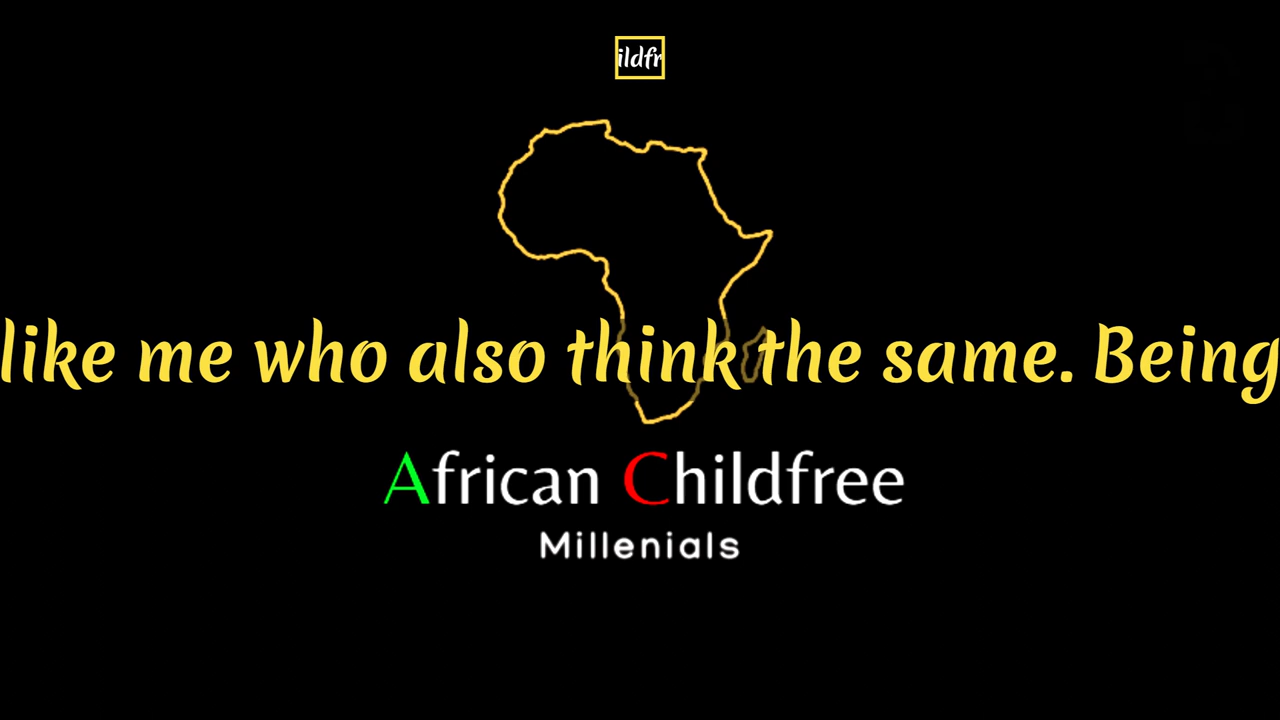 ildfr
like me who also think the same. Being
African Childfree
Millenials